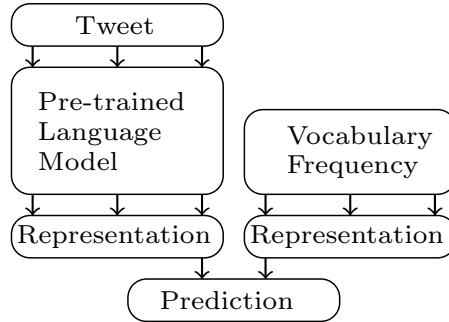 Tweet
Pre-trained
Language
Model
Vocabulary
Frequency
Representation
Representation
Prediction